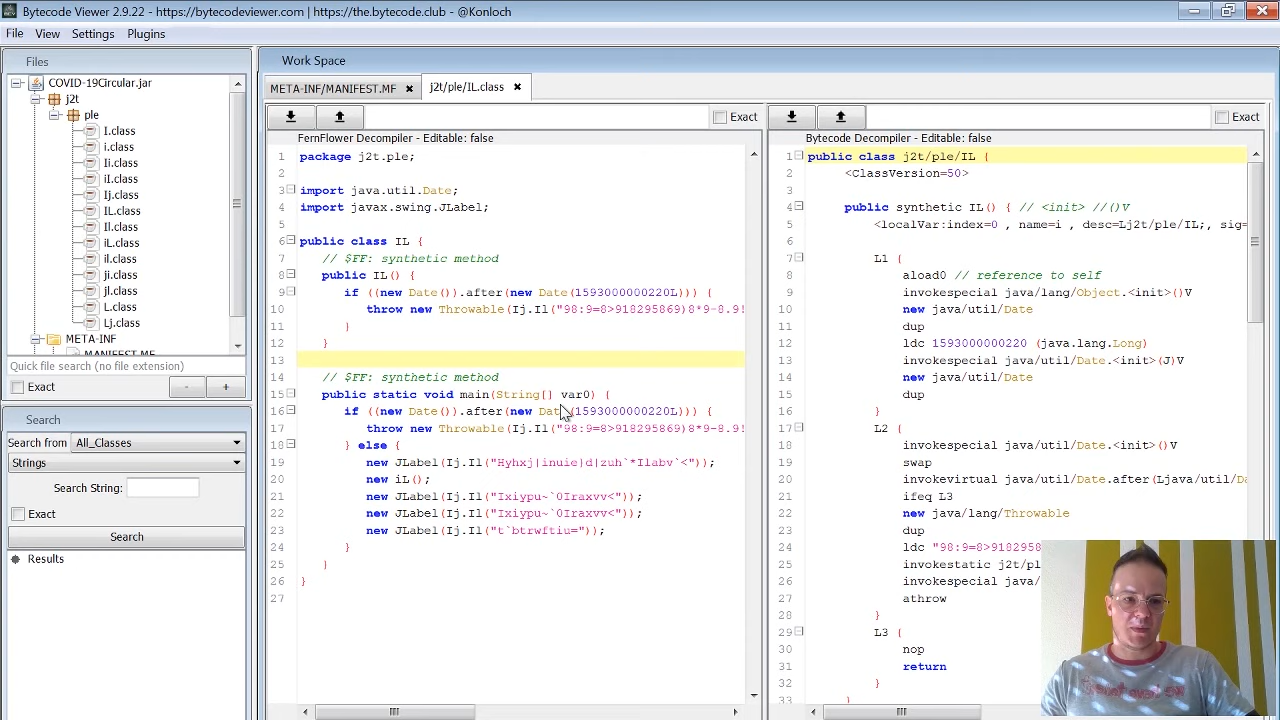 Bytecode Viewer 2.9.22 - https://bytecodeviewer.com | https://the.bytecode.club - @Konloch
File View Settings Plugins
Files
COVID-19Circular.jar
j2t
ple
I.class
i.class
Ii.class
iI.class
Ij.class
IL.class
Il.class
iL.class
il.class
ji.class
jI.class
L.class
Lj.class
META-INF
MANIFEST.MF
Quick file search (no file extension)
Exact
- +
Search
Search from All_Classes
Strings
Search String:
Exact
Search
Results
Work Space
META-INF/MANIFEST.MF
j2t/ple/IL.class
Exact
FernFlower Decompiler - Editable: false
1 package j2t.ple;
2
3 import java.util.Date;
4 import javax.swing.JLabel;
5
6 public class IL {
7 // $FF: synthetic method
8 public IL() {
9 if ((new Date()).after(new Date(1593000000220L))) {
10 throw new Throwable(Ij.Il("98:9=8>918295869)8*9-8.9!
11 }
12 }
13
14 // $FF: synthetic method
15 public static void main(String[] var0) {
16 if ((new Date()).after(new Date(1593000000220L))) {
17 throw new Throwable(Ij.Il("98:9=8>918295869)8*9-8.9!
18 } else {
19 new JLabel(Ij.Il("Hyhxj|inuie|d|zuh`*Ilabv`<"));
20 new iL();
21 new JLabel(Ij.Il("Ixiypu~`0Iraxvv<"));
22 new JLabel(Ij.Il("Ixiypu~`0Iraxvv<"));
23 new JLabel(Ij.Il("t`btrwftiu="));
24 }
25 }
26 }
27
Exact
Bytecode Decompiler - Editable: false
1 public class j2t/ple/IL {
2 <ClassVersion=50>
3
4 public synthetic IL() { // <init> //()V
5 <localVar:index=0 , name=i , desc=Lj2t/ple/IL;, sig=
6
7 L1 {
8 aload0 // reference to self
9 invokespecial java/lang/Object.<init>()V
10 new java/util/Date
11 dup
12 ldc 1593000000220 (java.lang.Long)
13 invokespecial java/util/Date.<init>(J)V
14 new java/util/Date
15 dup
16 }
17 L2 {
18 invokespecial java/util/Date.<init>()V
19 swap
20 invokevirtual java/util/Date.after(Ljava/util/Da
21 ifeq L3
22 new java/lang/Throwable
23 dup
24 ldc "98:9=8>9182958
25 invokestatic j2t/pl
26 invokespecial java/
27 athrow
28 }
29 L3 {
30 nop
31 return
32 }
33 }